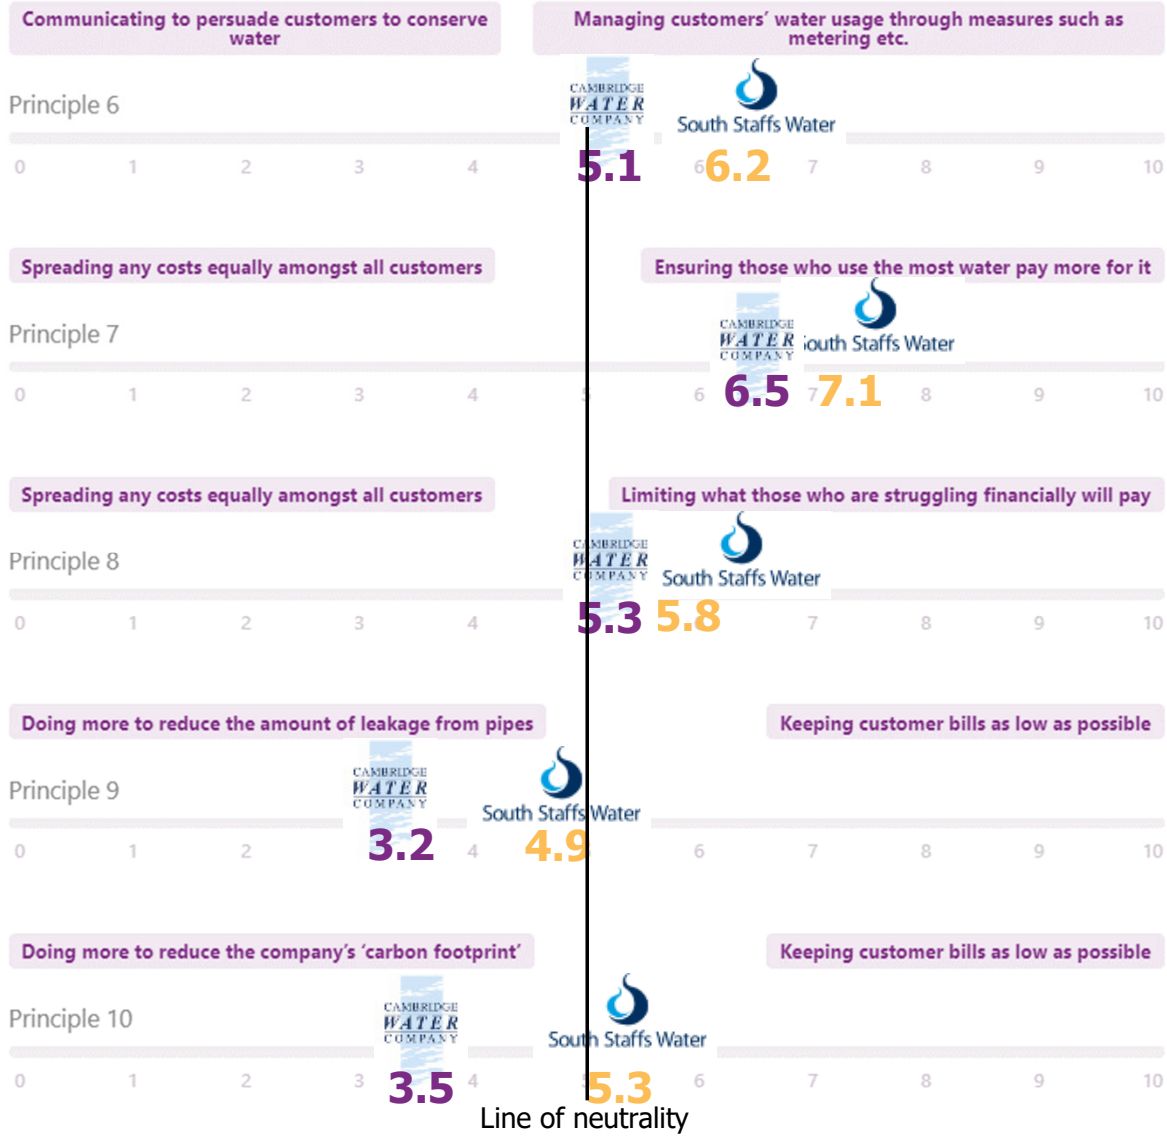 Communicating to persuade customers to conserve
water
Managing customers’ water usage through measures such as
metering etc.
Principle 6
CAMBRIDGE
WATER
COMPANY
South Staffs Water
0 1 2 3 4 5.1 6 6.2 7 8 9 10
Spreading any costs equally amongst all customers
Ensuring those who use the most water pay more for it
Principle 7
CAMBRIDGE
WATER
COMPANY
South Staffs Water
0 1 2 3 4 5 6 6.5 7 7.1 8 9 10
Spreading any costs equally amongst all customers
Limiting what those who are struggling financially will pay
Principle 8
CAMBRIDGE
WATER
COMPANY
South Staffs Water
0 1 2 3 4 5.3 5.8 7 8 9 10
Doing more to reduce the amount of leakage from pipes
Keeping customer bills as low as possible
Principle 9
CAMBRIDGE
WATER
COMPANY
South Staffs Water
0 1 2 3.2 4 4.9 6 7 8 9 10
Doing more to reduce the company’s ‘carbon footprint’
Keeping customer bills as low as possible
Principle 10
CAMBRIDGE
WATER
COMPANY
South Staffs Water
0 1 2 3 3.5 4 5.3 6 7 8 9 10
Line of neutrality